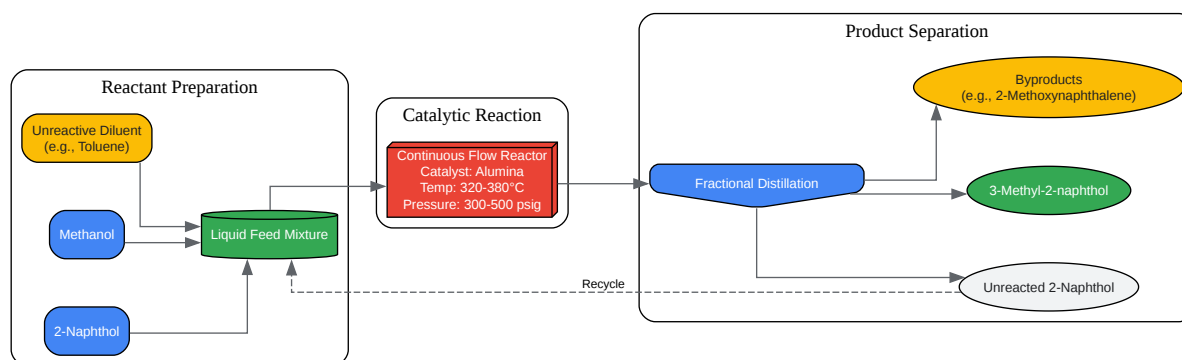 Reactant Preparation
Unreactive Diluent
(e.g., Toluene)
Methanol
2-Naphthol
Liquid Feed Mixture
Catalytic Reaction
Continuous Flow Reactor
Catalyst: Alumina
Temp: 320-380°C
Pressure: 300-500 psig
Product Separation
Fractional Distillation
Byproducts
(e.g., 2-Methoxynaphthalene)
3-Methyl-2-naphthol
Unreacted 2-Naphthol
Recycle